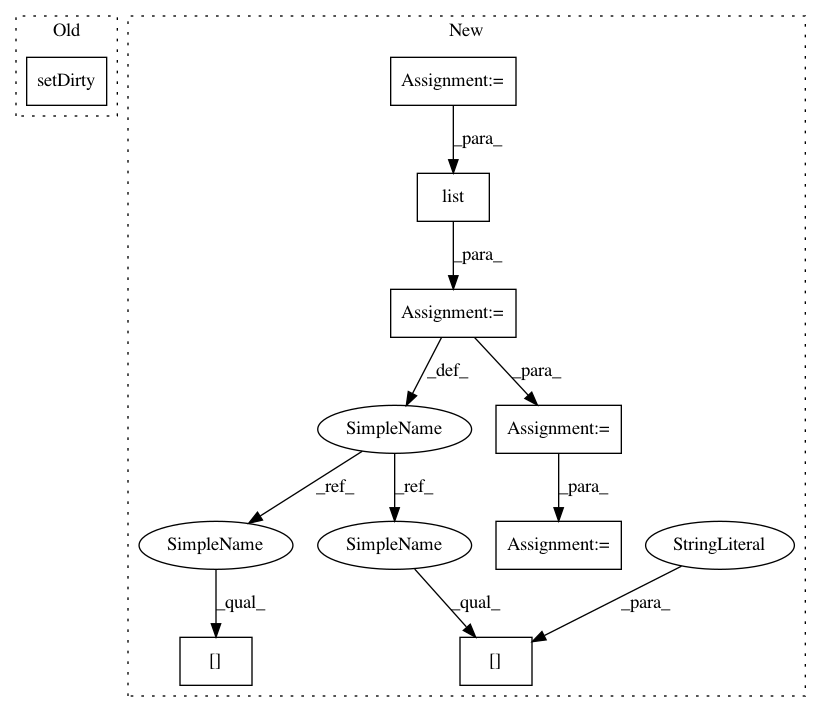 Old
New
setDirty
Assignment:=
_para_
list
_para_
Assignment:=
_def_
_para_
SimpleName
Assignment:=
_ref_
_ref_
_para_
SimpleName
SimpleName
Assignment:=
StringLiteral
_qual_
_qual_
_para_
[]
[]